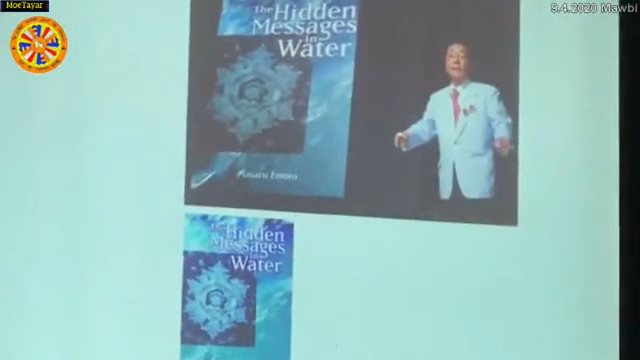 MoeTayar
9.4.2020 Mawbi
The Hidden
Messages
in
Water
Masaru Emoto
The Hidden
Messages
in
Water